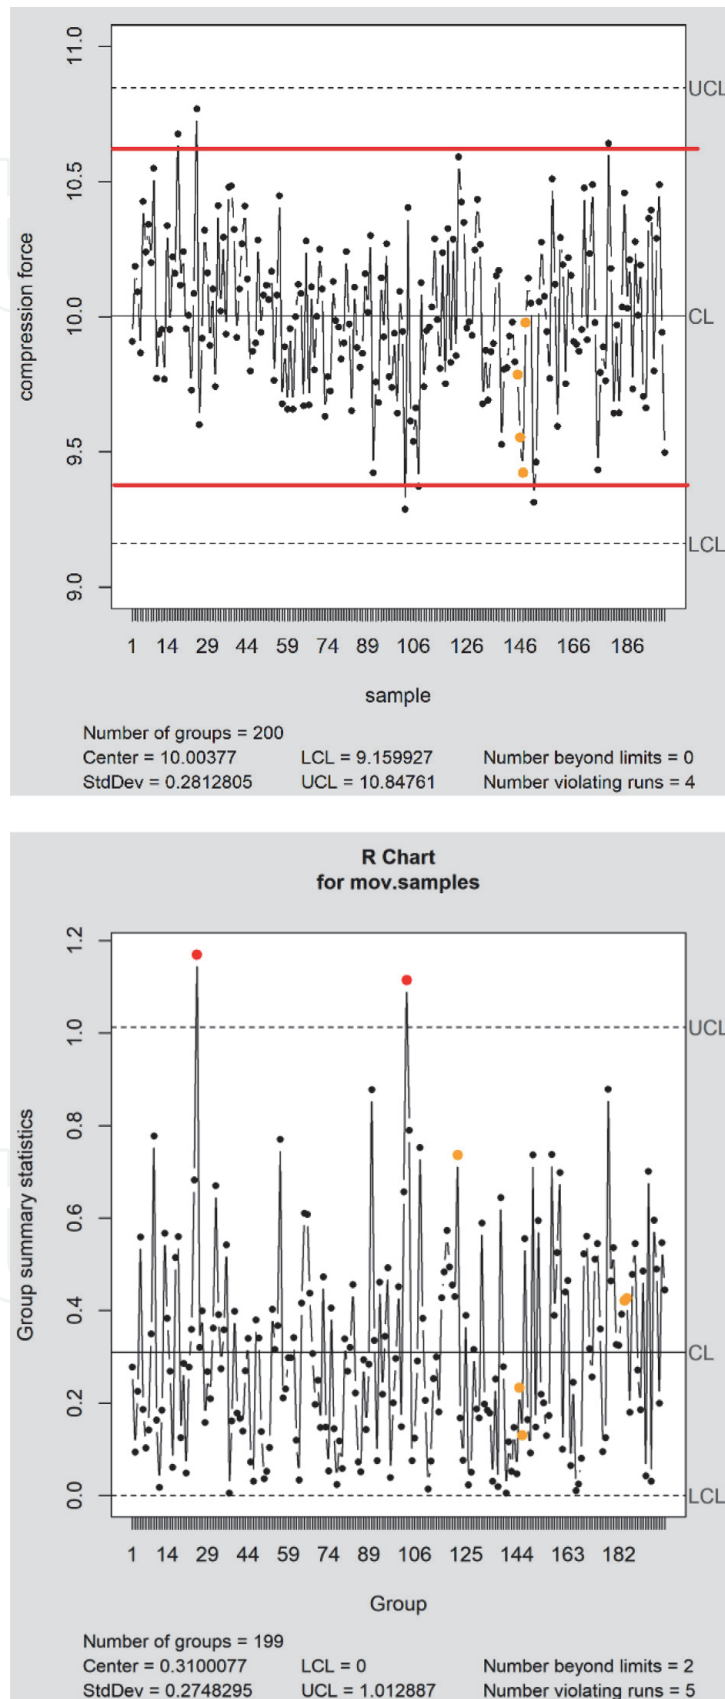 11.0
UCL
10.5
compression force
10.0
CL
9.5
LCL
9.0
1 14 29 44 59 74 89 106 126 146 166 186
sample
Number of groups = 200
Center = 10.00377 LCL = 9.159927 Number beyond limits = 0
StdDev = 0.2812805 UCL = 10.84761 Number violating runs = 4
R Chart
for mov.samples
1.2
1.0
UCL
0.8
Group summary statistics
0.6
0.4
CL
0.2
0.0
LCL
1 14 29 44 59 74 89 106 125 144 163 182
Group
Number of groups = 199
Center = 0.3100077 LCL = 0 Number beyond limits = 2
StdDev = 0.2748295 UCL = 1.012887 Number violating runs = 5